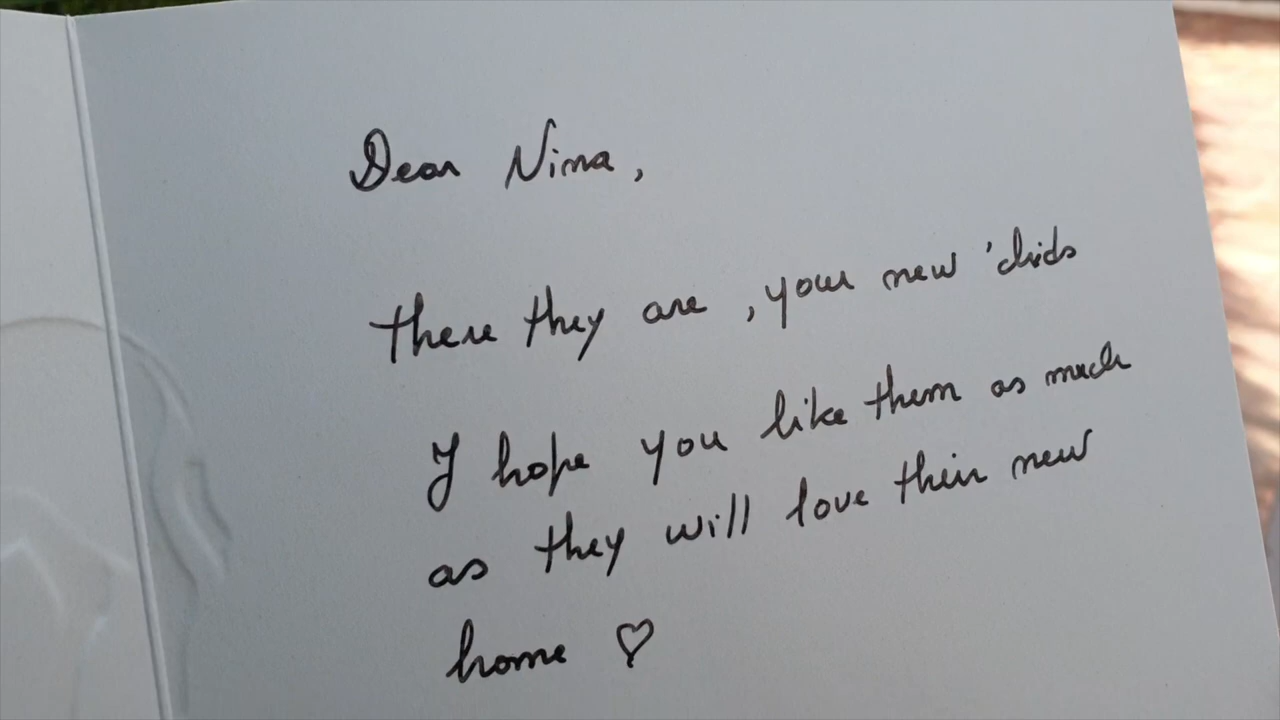 Dear Nina,
there they are, your new 'chids
I hope you like them as much
as they will love their new
home ♡